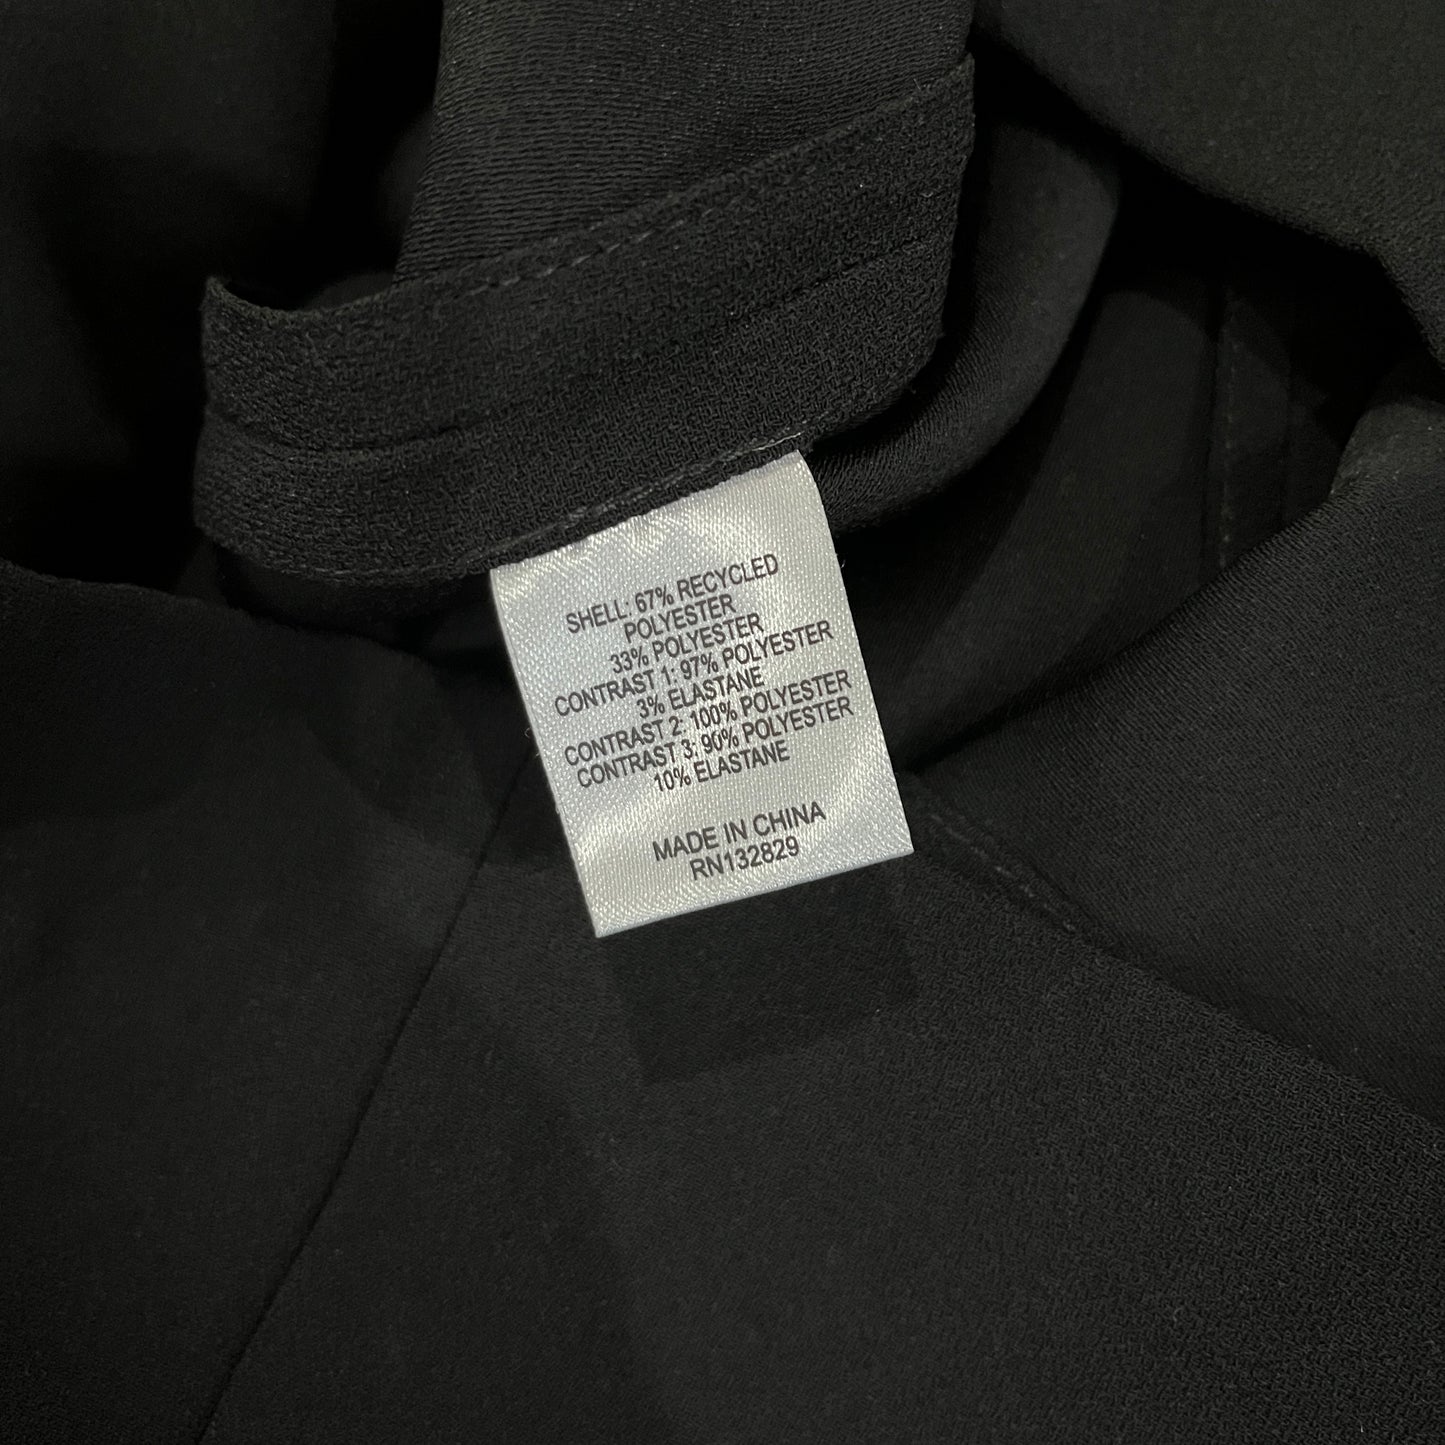 SHELL: 67% RECYCLED
POLYESTER
33% POLYESTER
CONTRAST 1: 97% POLYESTER
3% ELASTANE
CONTRAST 2: 100% POLYESTER
CONTRAST 3: 90% POLYESTER
10% ELASTANE
MADE IN CHINA
RN132829